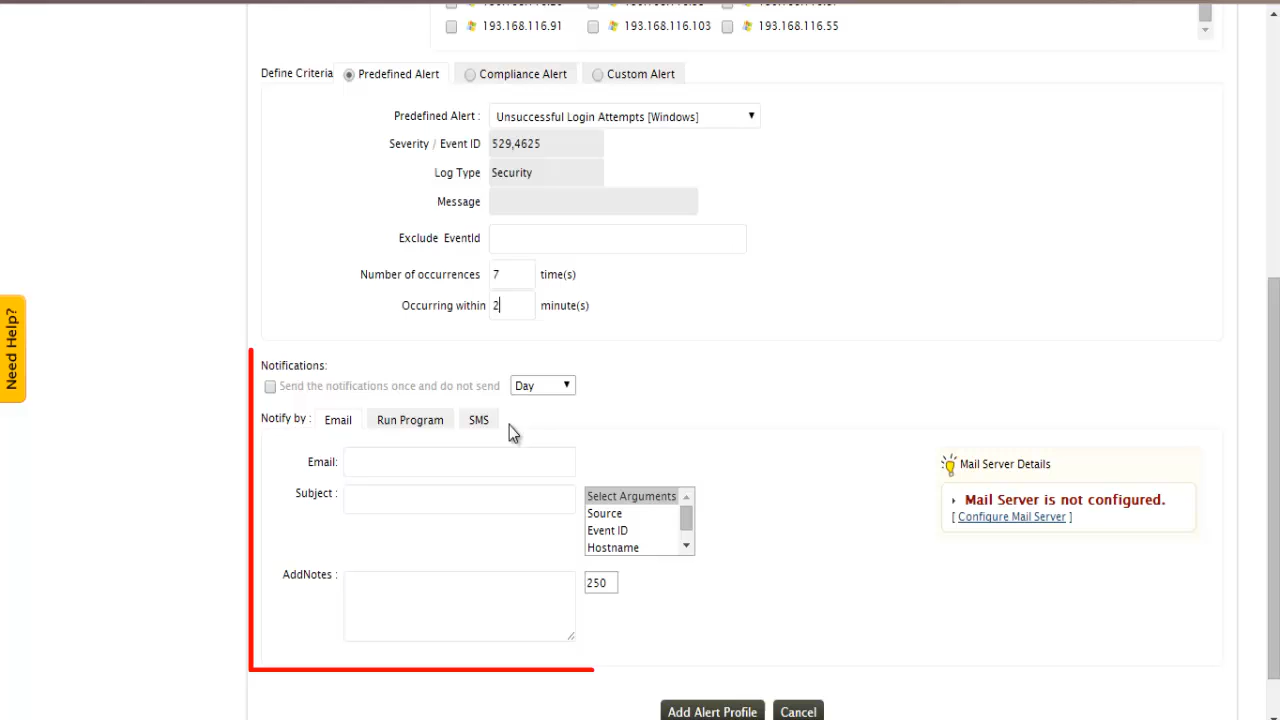 193.168.116.91 193.168.116.103 193.168.116.55
Define Criteria Predefined Alert Compliance Alert Custom Alert
Predefined Alert : Unsuccessful Login Attempts [Windows]
Severity / Event ID 529,4625
Log Type Security
Message
Exclude EventId
Number of occurrences 7 time(s)
Occurring within 2 minute(s)
Need Help?
Notifications:
Send the notifications once and do not send Day
Notify by : Email Run Program SMS
Email: Mail Server Details
Subject : Select Arguments Mail Server is not configured.
Source [ Configure Mail Server ]
Event ID
Hostname
AddNotes : 250
Add Alert Profile Cancel